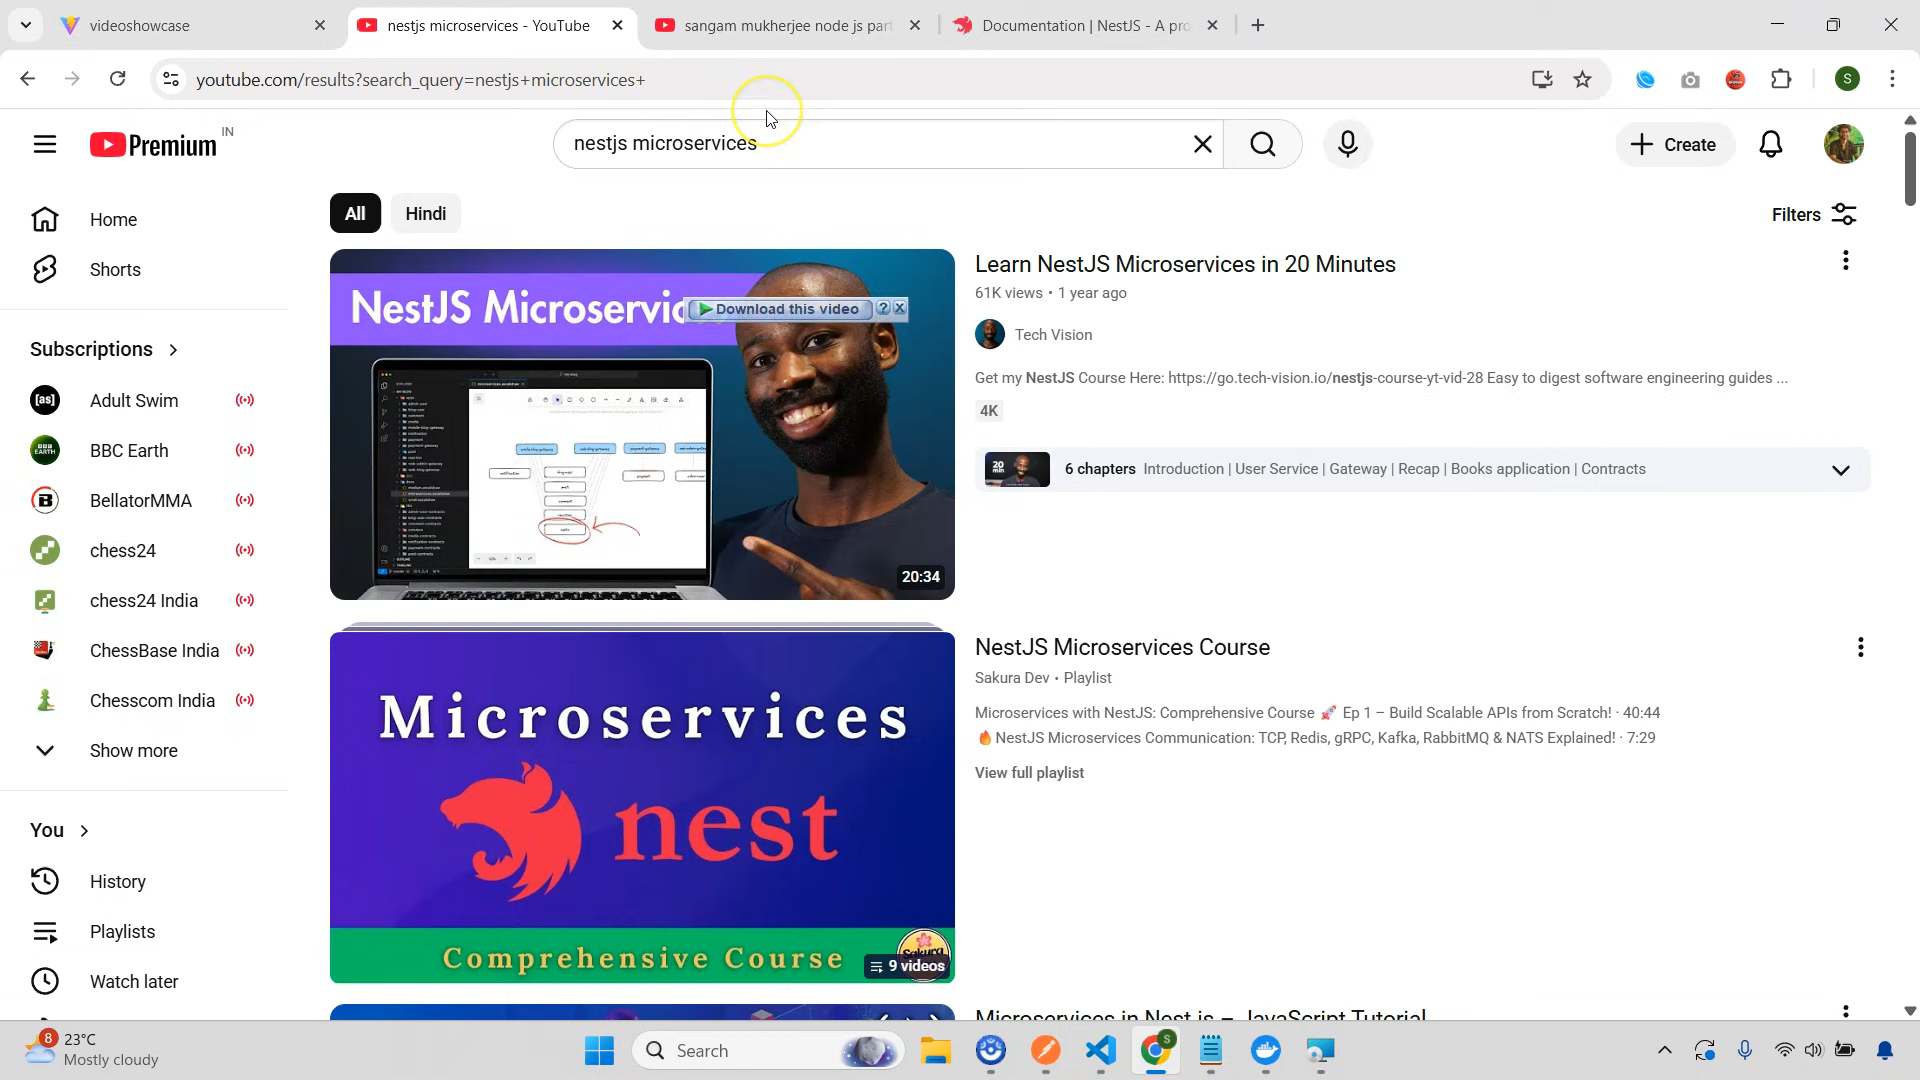 videoshowcase
nestjs microservices - YouTube
sangam mukherjee node js part
Documentation | NestJS - A pro
youtube.com/results?search_query=nestjs+microservices+
S
Premium
IN
nestjs microservices
Create
Home
Shorts
Subscriptions
Adult Swim
BBC Earth
BellatorMMA
chess24
chess24 India
ChessBase India
Chesscom India
Show more
You
History
Playlists
Watch later
All
Hindi
Filters
NestJS Microservic
Download this video
?
20:34
Learn NestJS Microservices in 20 Minutes
61K views • 1 year ago
Tech Vision
Get my NestJS Course Here: https://go.tech-vision.io/nestjs-course-yt-vid-28 Easy to digest software engineering guides ...
4K
20
6 chapters Introduction | User Service | Gateway | Recap | Books application | Contracts
Microservices
nest
Comprehensive Course
9 videos
NestJS Microservices Course
Sakura Dev • Playlist
Microservices with NestJS: Comprehensive Course 🚀 Ep 1 – Build Scalable APIs from Scratch! · 40:44
🔥 NestJS Microservices Communication: TCP, Redis, gRPC, Kafka, RabbitMQ & NATS Explained! · 7:29
View full playlist
Microservices in Nest.js – JavaScript Tutorial
8
23°C
Mostly cloudy
Search
S